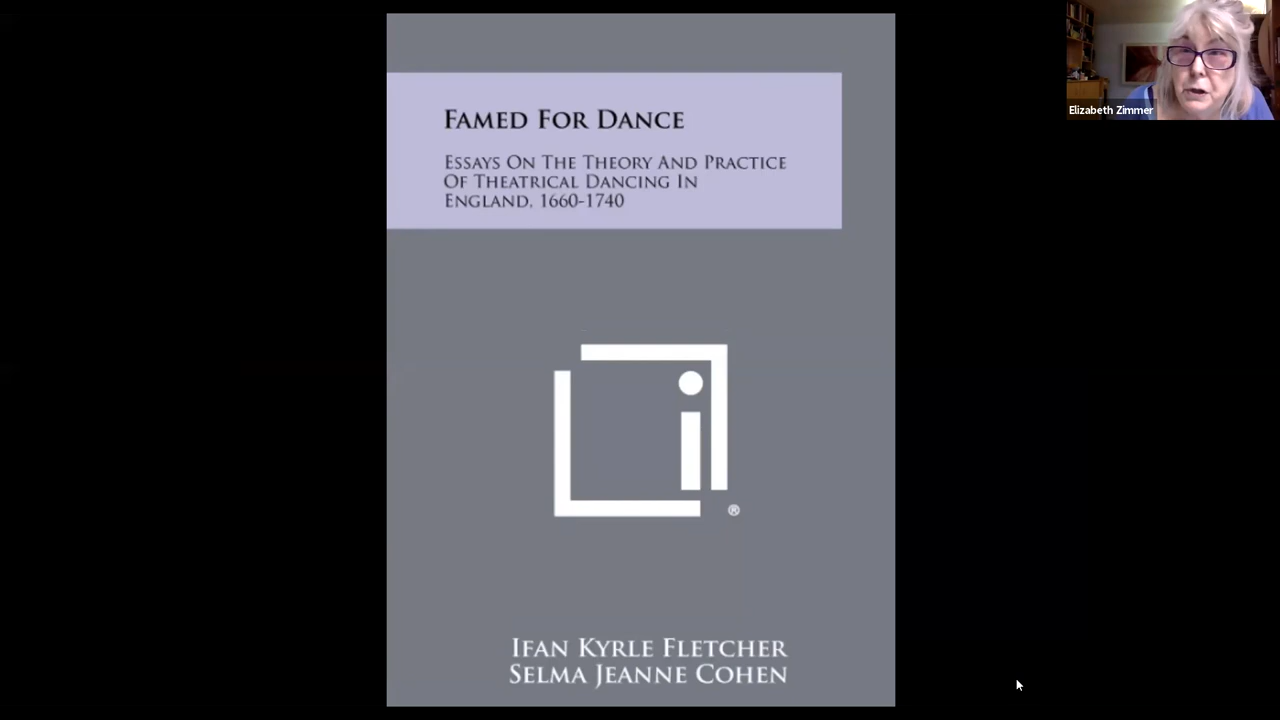 FAMED FOR DANCE
ESSAYS ON THE THEORY AND PRACTICE
OF THEATRICAL DANCING IN
ENGLAND, 1660-1740
®
IFAN KYRLE FLETCHER
SELMA JEANNE COHEN
Elizabeth Zimmer